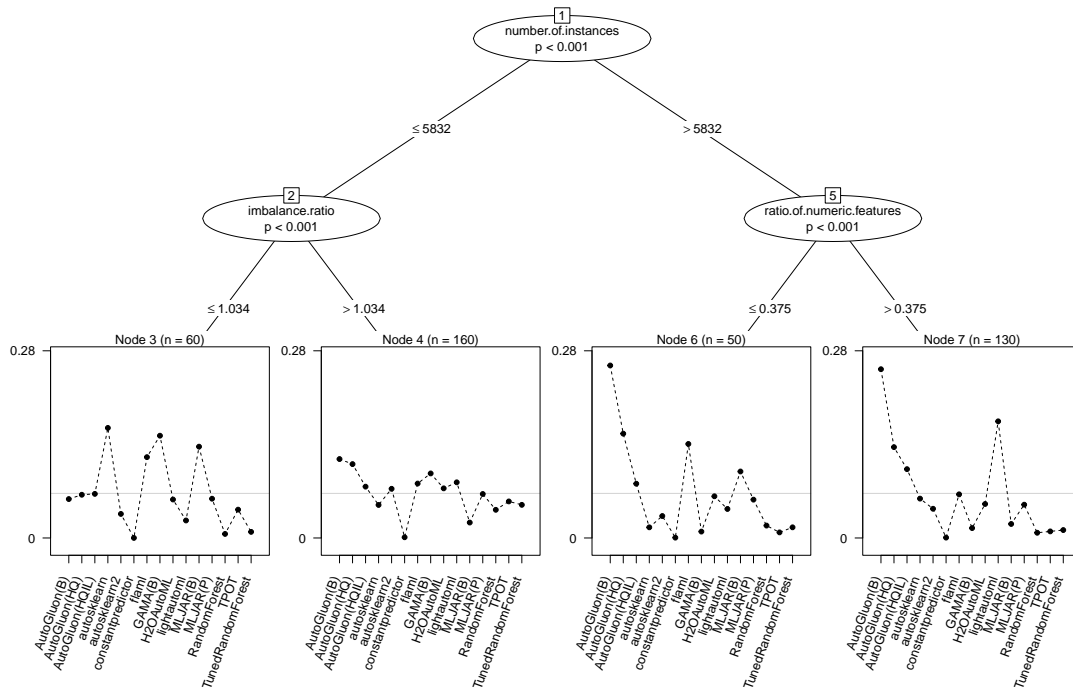 1
number.of.instances
p < 0.001
≤ 5832
> 5832
2
imbalance.ratio
p < 0.001
5
ratio.of.numeric.features
p < 0.001
≤ 1.034
> 1.034
≤ 0.375
> 0.375
Node 3 (n = 60)
0.28
0
AutoGluon(B)
AutoGluon(HQ)
AutoGluon(HQIL)
autosklearn
autosklearn2
constantpredictor
flaml
GAMA(B)
H2OAutoML
lightautoml
MLJAR(B)
MLJAR(P)
RandomForest
TPOT
TunedRandomForest
Node 4 (n = 160)
0.28
0
AutoGluon(B)
AutoGluon(HQ)
AutoGluon(HQIL)
autosklearn
autosklearn2
constantpredictor
flaml
GAMA(B)
H2OAutoML
lightautoml
MLJAR(B)
MLJAR(P)
RandomForest
TPOT
TunedRandomForest
Node 6 (n = 50)
0.28
0
AutoGluon(B)
AutoGluon(HQ)
AutoGluon(HQIL)
autosklearn
autosklearn2
constantpredictor
flaml
GAMA(B)
H2OAutoML
lightautoml
MLJAR(B)
MLJAR(P)
RandomForest
TPOT
TunedRandomForest
Node 7 (n = 130)
0.28
0
AutoGluon(B)
AutoGluon(HQ)
AutoGluon(HQIL)
autosklearn
autosklearn2
constantpredictor
flaml
GAMA(B)
H2OAutoML
lightautoml
MLJAR(B)
MLJAR(P)
RandomForest
TPOT
TunedRandomForest